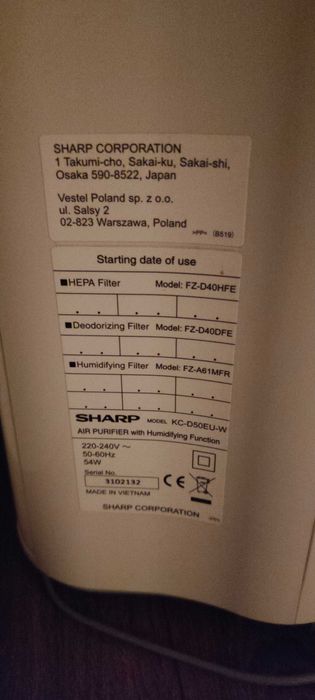 SHARP CORPORATION
1 Takumi-cho, Sakai-ku, Sakai-shi,
Osaka 590-8522, Japan
Vestel Poland sp. z o.o.
ul. Salsy 2
02-823 Warszawa, Poland
>PP< (B519)
Starting date of use
■HEPA Filter Model: FZ-D40HFE
■Deodorizing Filter Model: FZ-D40DFE
■Humidifying Filter Model: FZ-A61MFR
SHARP MODEL KC-D50EU-W
AIR PURIFIER with Humidifying Function
220-240V ~
50-60Hz
54W
Serial No.
3102132
CE
MADE IN VIETNAM
SHARP CORPORATION